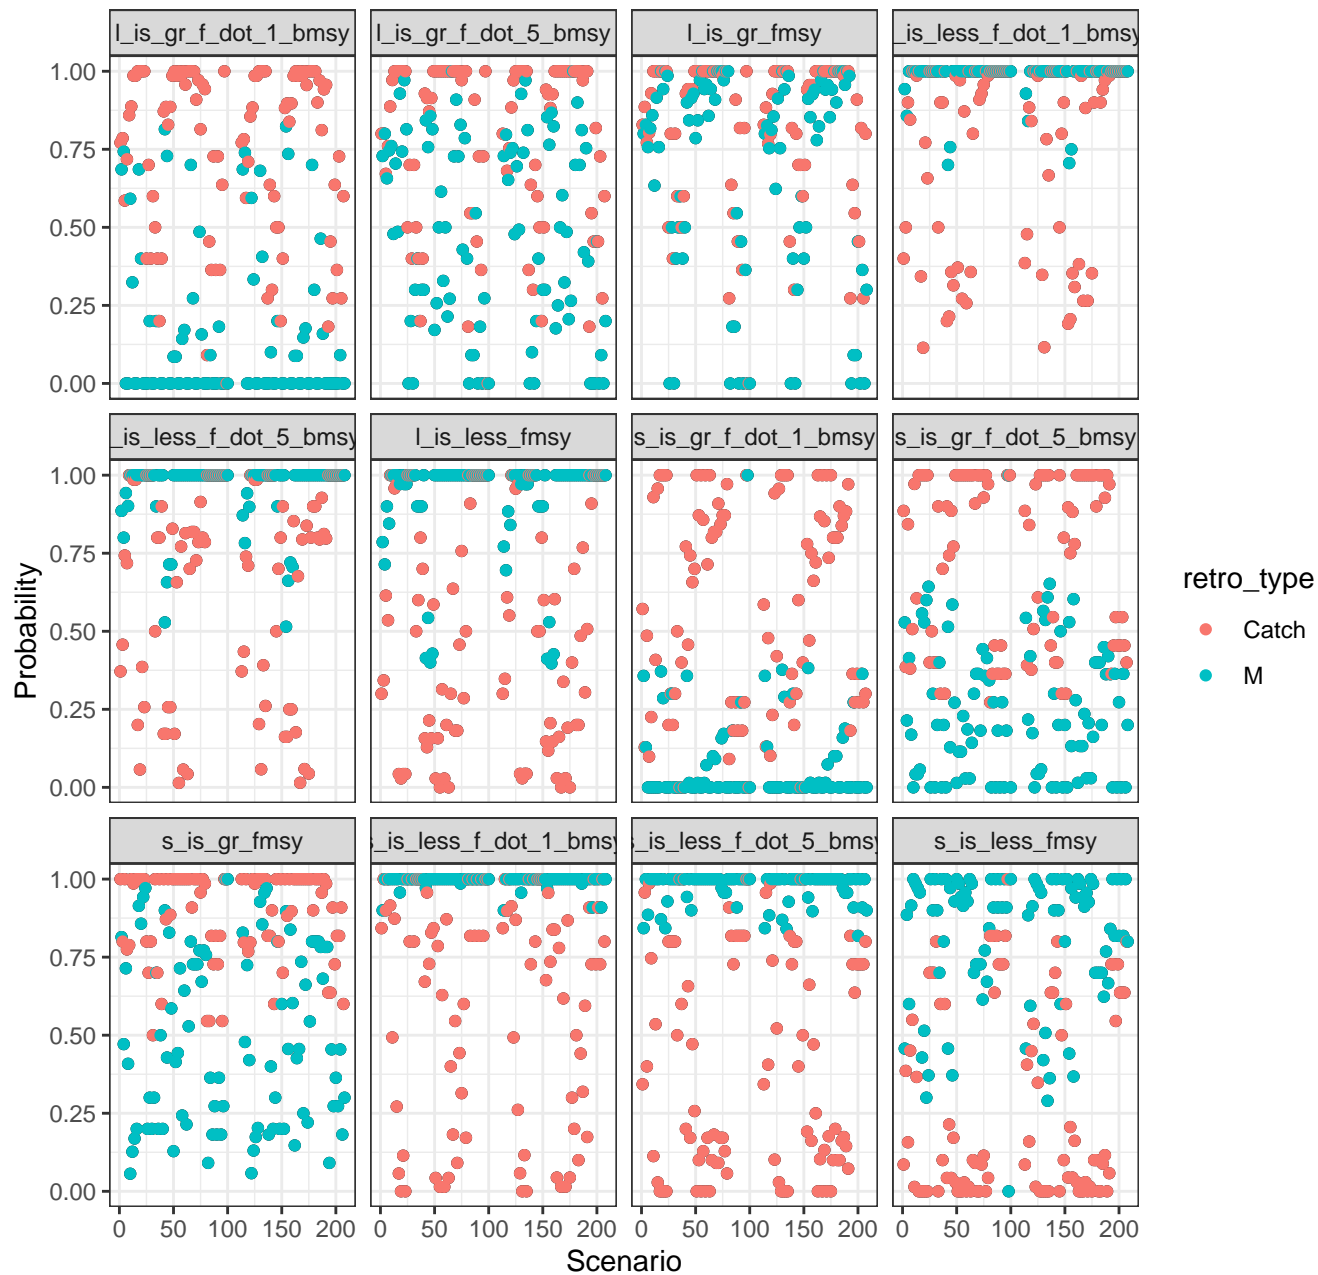 l_is_gr_f_dot_1_bmsy
l_is_gr_f_dot_5_bmsy
l_is_gr_fmsy
_is_less_f_dot_1_bmsy
1.00
0.75
0.50
0.25
0.00
_is_less_f_dot_5_bmsy
l_is_less_fmsy
s_is_gr_f_dot_1_bmsy
s_is_gr_f_dot_5_bmsy
1.00
0.75
0.50
0.25
0.00
s_is_gr_fmsy
s_is_less_f_dot_1_bmsy
s_is_less_f_dot_5_bmsy
s_is_less_fmsy
1.00
0.75
0.50
0.25
0.00
0 50 100 150 200
0 50 100 150 200
0 50 100 150 200
0 50 100 150 200
Scenario
Probability
retro_type
Catch
M